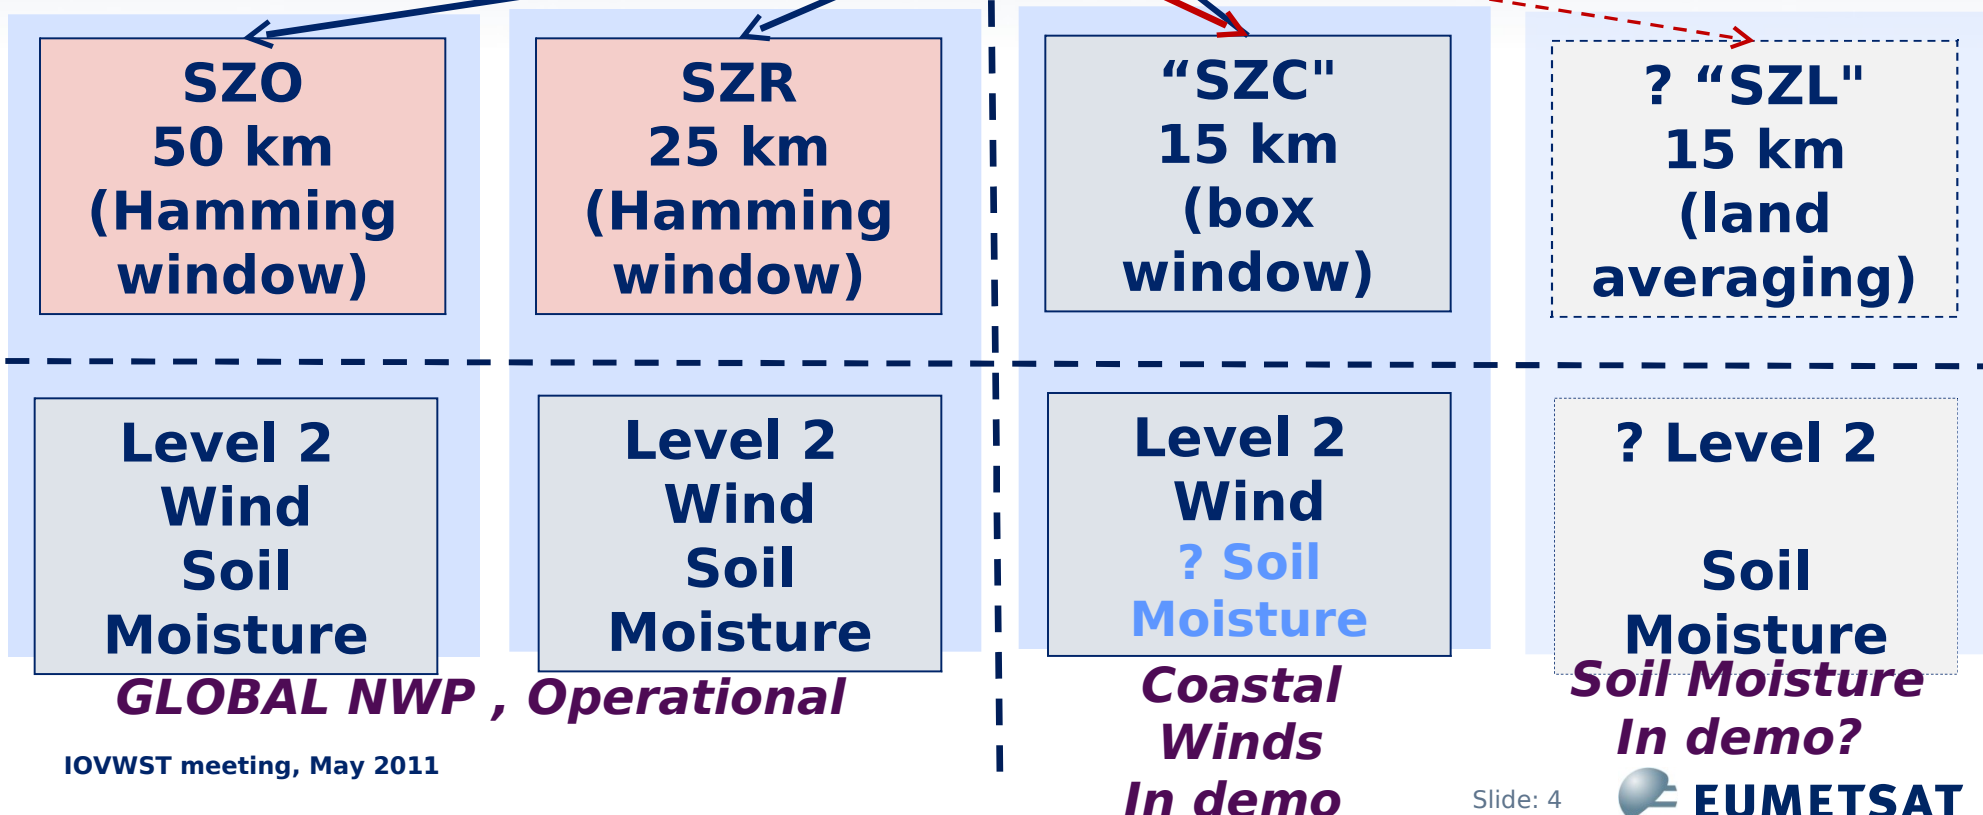 SZO
50 km
(Hamming
window)
SZR
25 km
(Hamming
window)
“SZC"
15 km
(box
window)
? “SZL"
15 km
(land
averaging)
Level 2
Wind
Soil
Moisture
Level 2
Wind
Soil
Moisture
Level 2
Wind
? Soil
Moisture
? Level 2
Soil
Moisture
GLOBAL NWP , Operational
Coastal
Winds
In demo
Soil Moisture
In demo?
IOVWST meeting, May 2011
Slide: 4
EUMETSAT